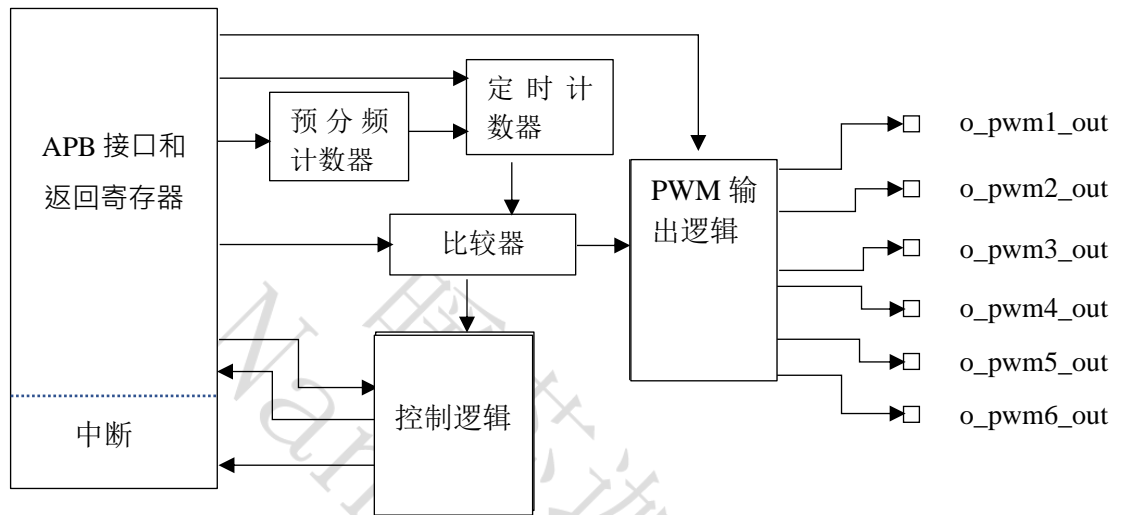 APB 接口和
返回寄存器
中断
预分频
计数器
定时计
数器
比较器
控制逻辑
PWM 输
出逻辑
o_pwm1_out
o_pwm2_out
o_pwm3_out
o_pwm4_out
o_pwm5_out
o_pwm6_out